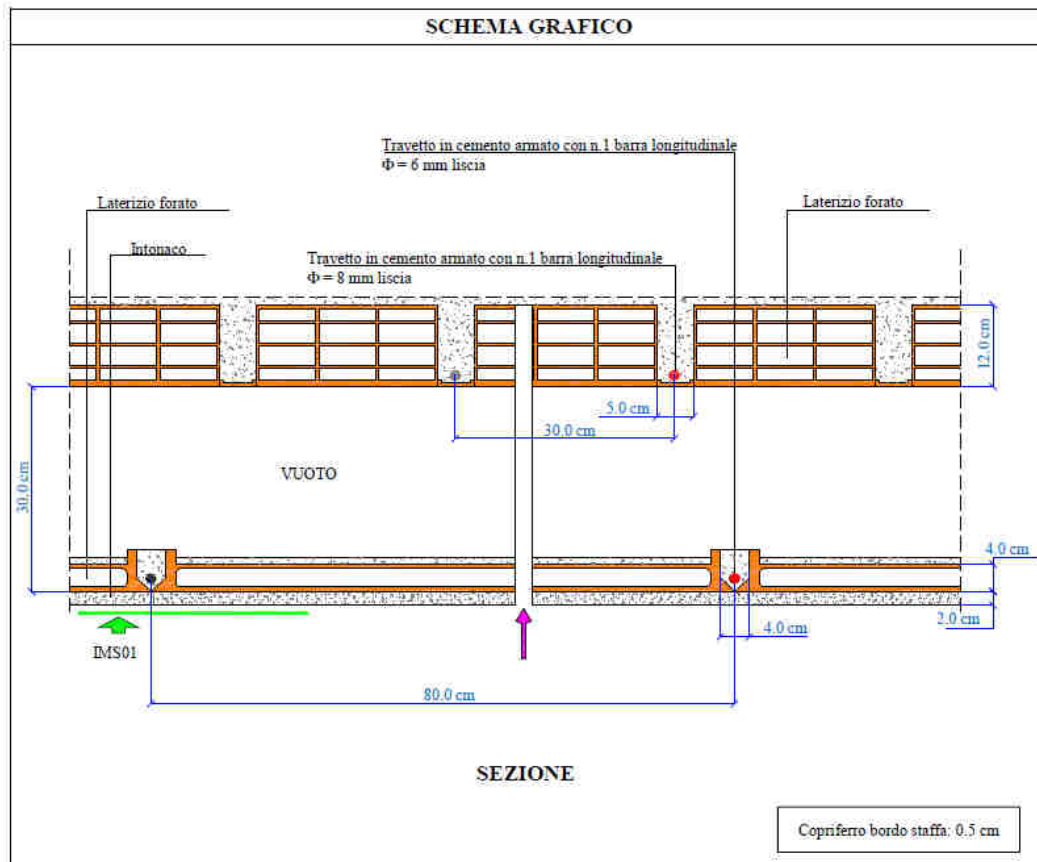 SCHEMA GRAFICO
Travetto in cemento armato con n.1 barra longitudinale
Φ = 6 mm liscia
Laterizio forato
Laterizio forato
Intonaco
Travetto in cemento armato con n.1 barra longitudinale
Φ = 8 mm liscia
12.0 cm
5.0 cm
30.0 cm
30.0 cm
VUOTO
4.0 cm
2.0 cm
4.0 cm
IMS01
80.0 cm
SEZIONE
Copriferro bordo staffa: 0.5 cm